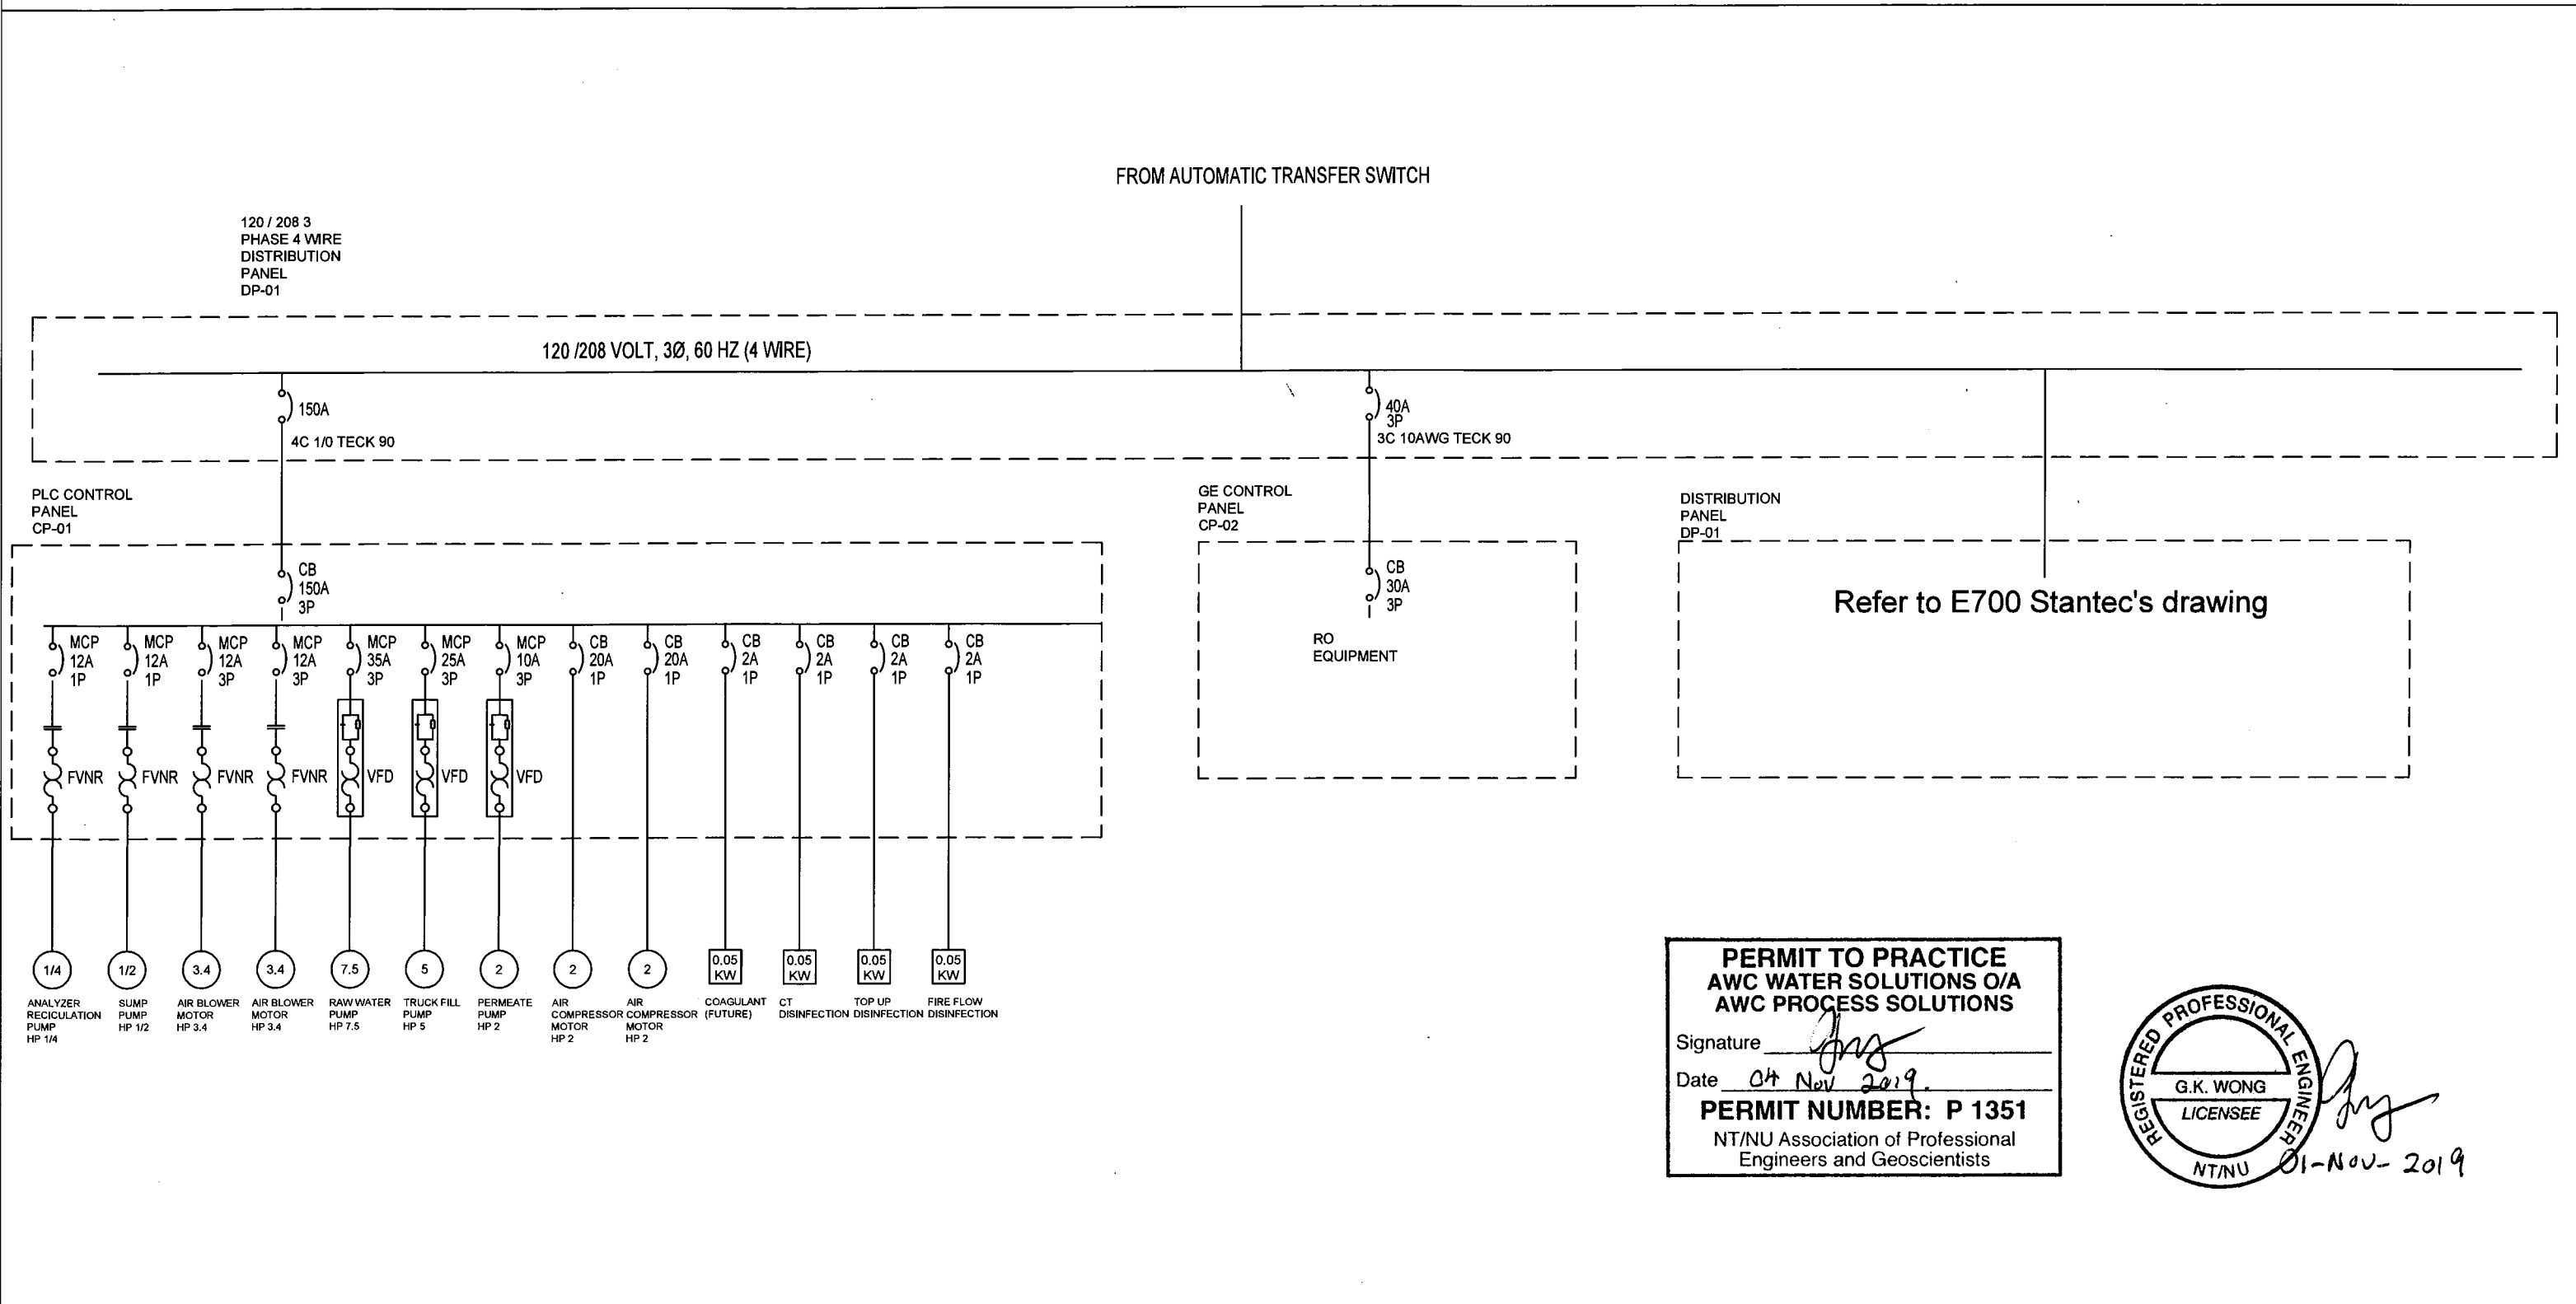 FROM AUTOMATIC TRANSFER SWITCH
120 / 208 3
PHASE 4 WIRE
DISTRIBUTION
PANEL
DP-01
120 /208 VOLT, 3Ø, 60 HZ (4 WIRE)
150A
4C 1/0 TECK 90
40A
3P
3C 10AWG TECK 90
PLC CONTROL
PANEL
CP-01
CB
150A
3P
MCP
12A
1P
MCP
12A
1P
MCP
12A
3P
MCP
12A
3P
MCP
35A
3P
MCP
25A
3P
MCP
10A
3P
CB
20A
1P
CB
20A
1P
CB
2A
1P
CB
2A
1P
CB
2A
1P
CB
2A
1P
FVNR
FVNR
FVNR
FVNR
VFD
VFD
VFD
1/4
ANALYZER
RECICULATION
PUMP
HP 1/4
1/2
SUMP
PUMP
HP 1/2
3.4
AIR BLOWER
MOTOR
HP 3.4
3.4
AIR BLOWER
MOTOR
HP 3.4
7.5
RAW WATER
PUMP
HP 7.5
5
TRUCK FILL
PUMP
HP 5
2
PERMEATE
PUMP
HP 2
2
AIR
COMPRESSOR
MOTOR
HP 2
2
AIR
COMPRESSOR
MOTOR
HP 2
0.05
KW
COAGULANT
(FUTURE)
0.05
KW
CT
DISINFECTION
0.05
KW
TOP UP
DISINFECTION
0.05
KW
FIRE FLOW
DISINFECTION
GE CONTROL
PANEL
CP-02
CB
30A
3P
RO
EQUIPMENT
DISTRIBUTION
PANEL
DP-01
Refer to E700 Stantec's drawing
PERMIT TO PRACTICE
AWC WATER SOLUTIONS O/A
AWC PROCESS SOLUTIONS
Signature
Date 04 Nov 2019.
PERMIT NUMBER: P 1351
NT/NU Association of Professional
Engineers and Geoscientists
REGISTERED PROFESSIONAL ENGINEER
G.K. WONG
LICENSEE
NT/NU
01-NOV-2019